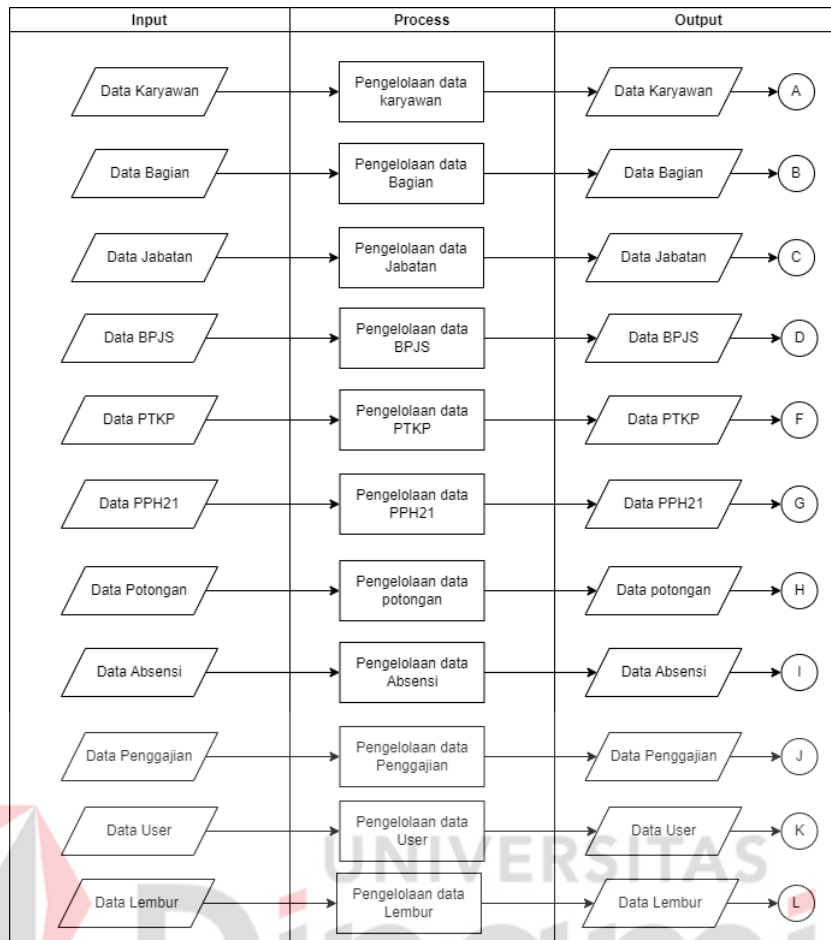 Input Process Output
Data Karyawan Pengelolaan data karyawan Data Karyawan A
Data Bagian Pengelolaan data Bagian Data Bagian B
Data Jabatan Pengelolaan data Jabatan Data Jabatan C
Data BPJS Pengelolaan data BPJS Data BPJS D
Data PTKP Pengelolaan data PTKP Data PTKP F
Data PPH21 Pengelolaan data PPH21 Data PPH21 G
Data Potongan Pengelolaan data potongan Data potongan H
Data Absensi Pengelolaan data Absensi Data Absensi I
Data Penggajian Pengelolaan data Penggajian Data Penggajian J
Data User Pengelolaan data User Data User K
UNIVERSITAS
Data Lembur Pengelolaan data Lembur Data Lembur L